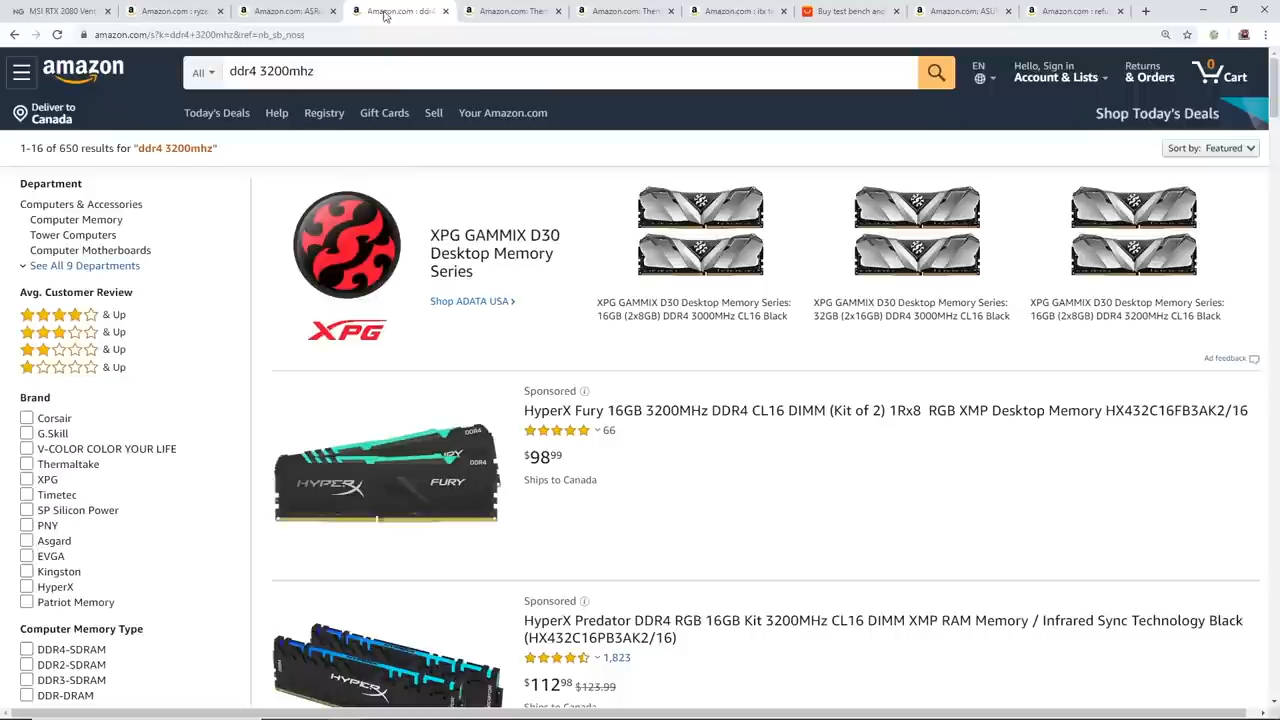 MSI RTX 2080 Vent
Amazon.com : ryze
Amazon.com: ASR
Amazon.com : ddr4
Amazon.com : Ther
Amazon.com : Ther
Amazon.com : itx te
Buy test bench and
Amazon.com: ASU
Amazon.com : refu
amazon.com/s?k=ddr4+3200mhz&ref=nb_sb_noss
amazon
All
ddr4 3200mhz
EN
Hello, Sign in
Account & Lists
Returns
& Orders
0
Cart
Deliver to
Canada
Today's Deals Help Registry Gift Cards Sell Your Amazon.com
Shop Today's Deals
1-16 of 650 results for "ddr4 3200mhz"
Sort by: Featured
Department
Computers & Accessories
Computer Memory
Tower Computers
Computer Motherboards
See All 9 Departments
Avg. Customer Review
& Up
& Up
& Up
& Up
Brand
Corsair
G.Skill
V-COLOR COLOR YOUR LIFE
Thermaltake
XPG
Timetec
SP Silicon Power
PNY
Asgard
EVGA
Kingston
HyperX
Patriot Memory
Computer Memory Type
DDR4-SDRAM
DDR2-SDRAM
DDR3-SDRAM
DDR-DRAM
XPG
XPG GAMMIX D30
Desktop Memory
Series
Shop ADATA USA
XPG GAMMIX D30 Desktop Memory Series:
16GB (2x8GB) DDR4 3000MHz CL16 Black
XPG GAMMIX D30 Desktop Memory Series:
32GB (2x16GB) DDR4 3000MHz CL16 Black
XPG GAMMIX D30 Desktop Memory Series:
16GB (2x8GB) DDR4 3200MHz CL16 Black
Ad feedback
DDR4
DDR4
HYPERX
FURY
Sponsored
HyperX Fury 16GB 3200MHz DDR4 CL16 DIMM (Kit of 2) 1Rx8 RGB XMP Desktop Memory HX432C16FB3AK2/16
66
$98.99
Ships to Canada
HYPERX
Sponsored
HyperX Predator DDR4 RGB 16GB Kit 3200MHz CL16 DIMM XMP RAM Memory / Infrared Sync Technology Black
(HX432C16PB3AK2/16)
1,823
$112.98 $123.99
Ships to Canada